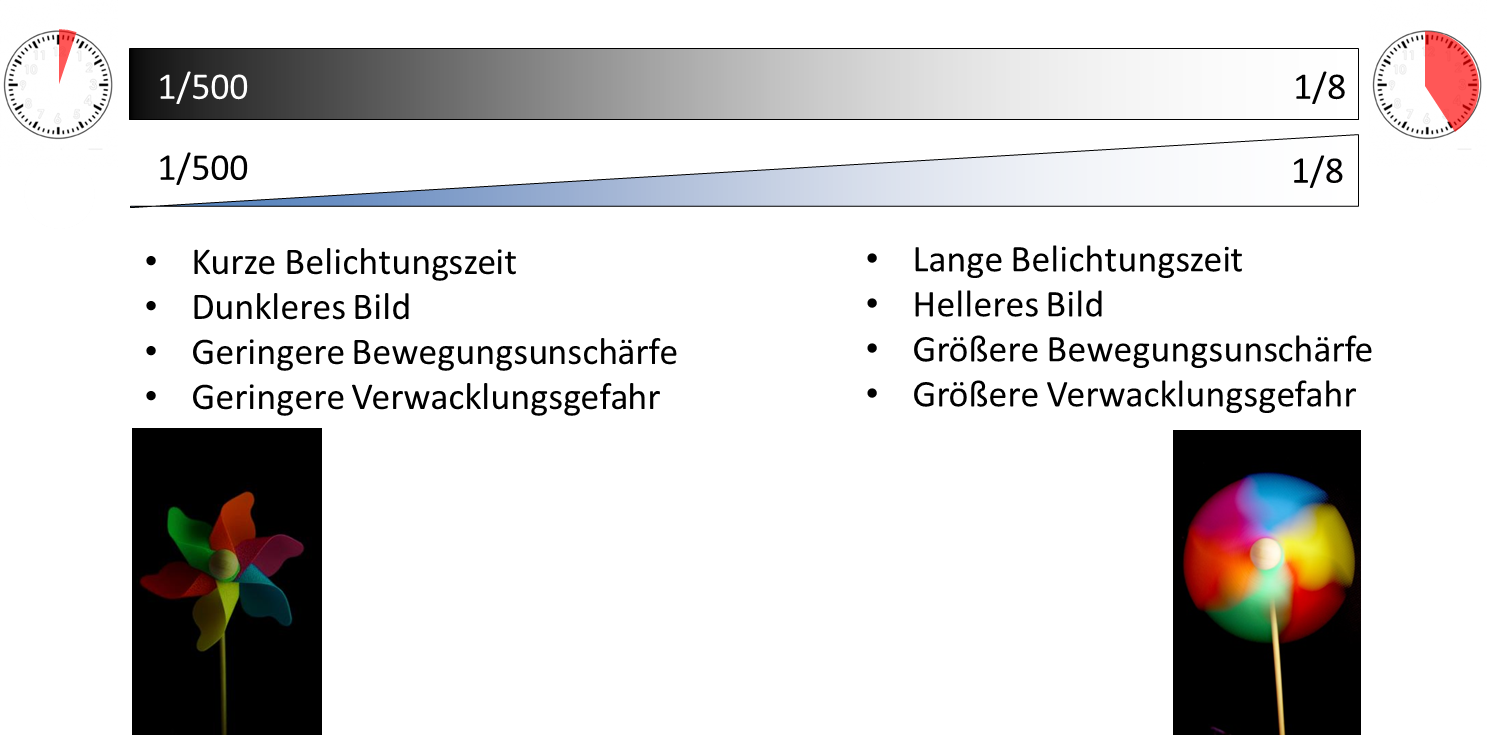 1/500
1/8
1/500
1/8
• Kurze Belichtungszeit
• Dunkleres Bild
• Geringere Bewegungsunschärfe
• Geringere Verwacklungsgefahr
• Lange Belichtungszeit
• Helleres Bild
• Größere Bewegungsunschärfe
• Größere Verwacklungsgefahr